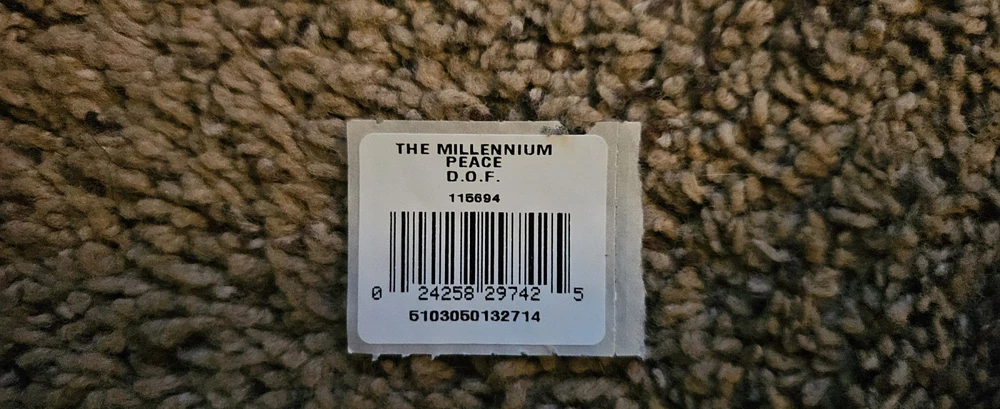 THE MILLENNIUM
PEACE
D.O.F.
115694
0 24258 29742 5
5103050132714